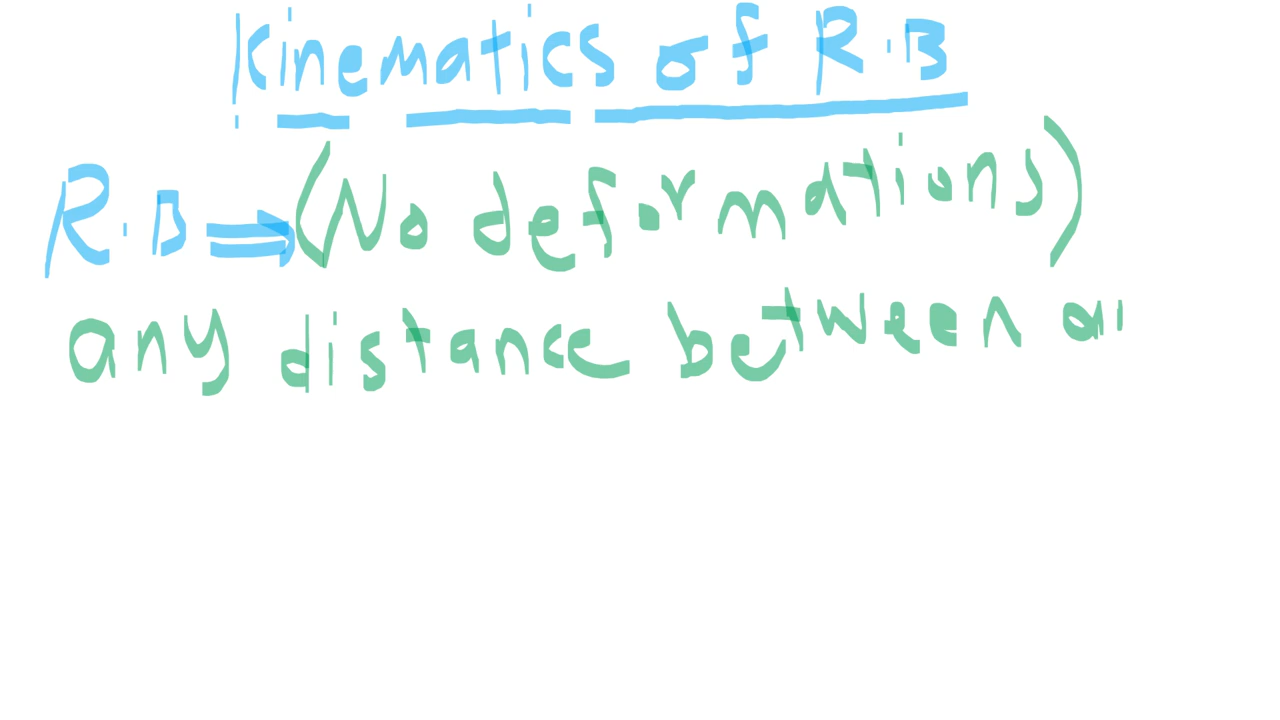 Kinematics of R.B
R.B ⇒ (No deformations)
any distance between